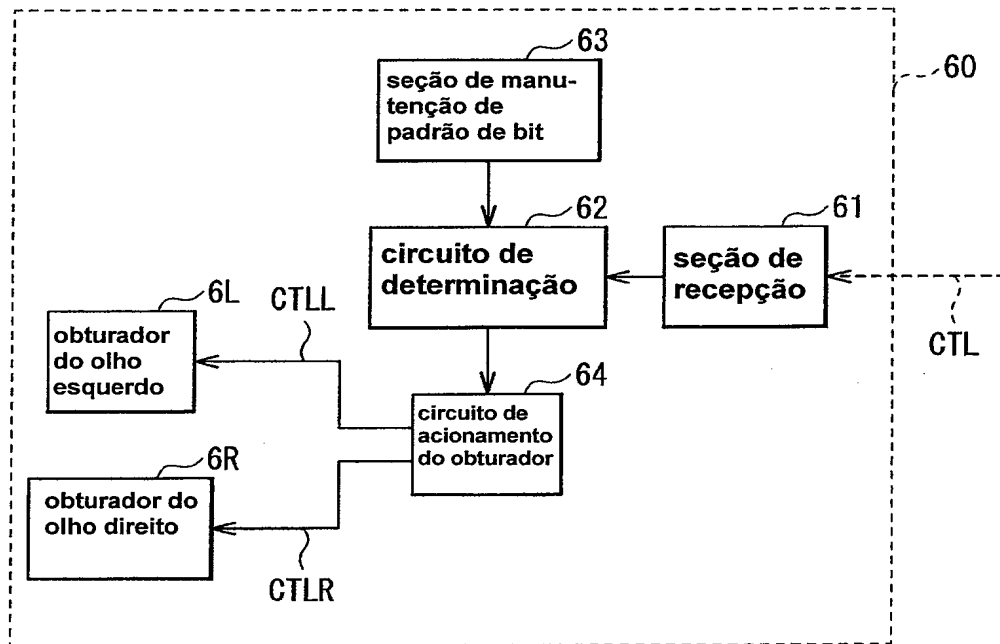 63
seção de manu-
tenção de
padrão de bit
60
62
circuito de
determinação
61
seção de
recepção
CTL
6L
obturador
do olho
esquerdo
CTLL
64
circuito de
acionamento
do obturador
6R
obturador do
olho direito
CTLR